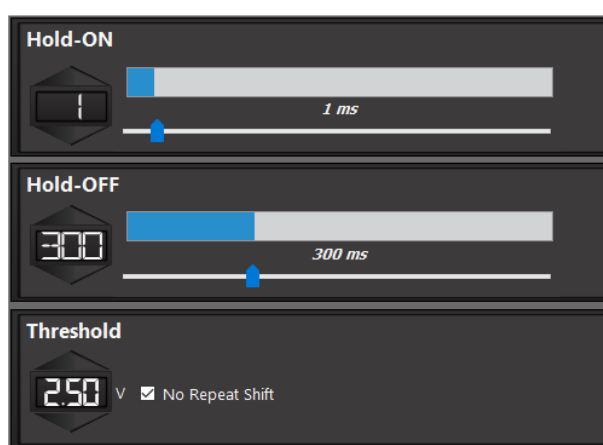 Hold-ON
1
1 ms
Hold-OFF
300
300 ms
Threshold
2.50 V No Repeat Shift